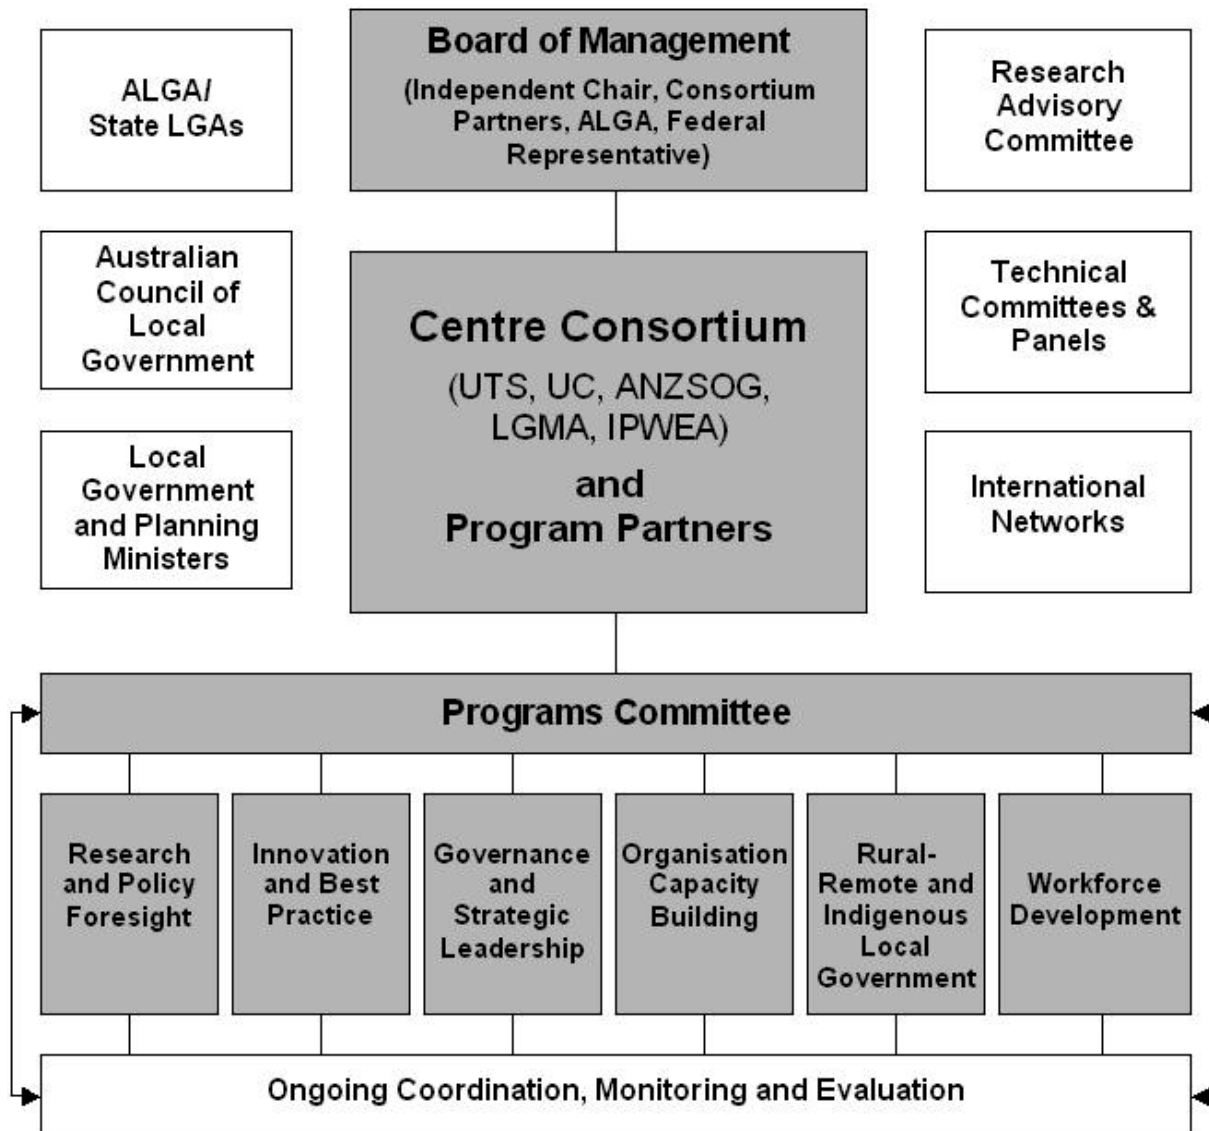 Board of Management
(Independent Chair, Consortium
Partners, ALGA, Federal
Representative)
ALGA/
State LGAs
Research
Advisory
Committee
Australian
Council of
Local
Government
Centre Consortium
(UTS, UC, ANZSOG,
LGMA, IPWEA)
and
Program Partners
Technical
Committees &
Panels
Local
Government
and Planning
Ministers
International
Networks
Programs Committee
Research
and Policy
Foresight
Innovation
and Best
Practice
Governance
and
Strategic
Leadership
Organisation
Capacity
Building
Rural-
Remote and
Indigenous
Local
Government
Workforce
Development
Ongoing Coordination, Monitoring and Evaluation